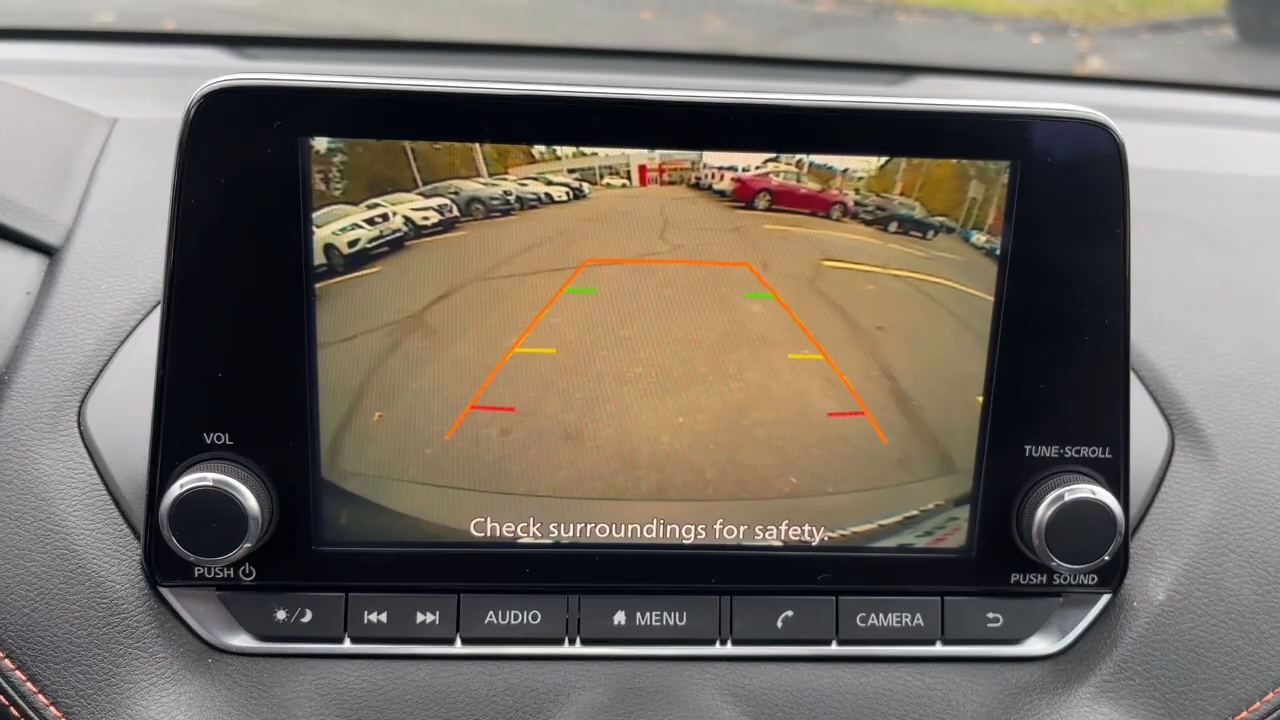 Check surroundings for safety.
VOL
TUNE·SCROLL
PUSH
PUSH SOUND
AUDIO
MENU
CAMERA